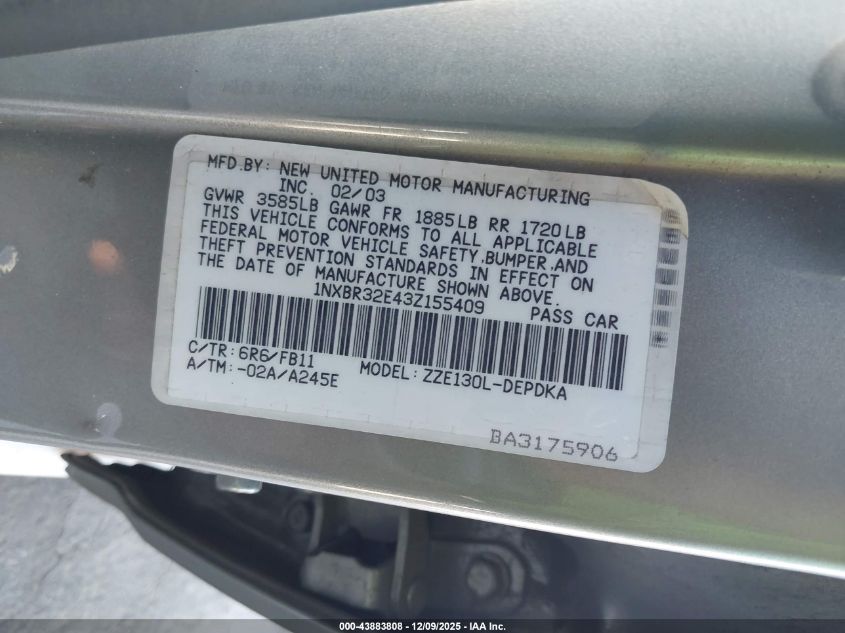 MFD.BY: NEW UNITED MOTOR MANUFACTURING
INC. 02/03
GVWR 3585LB GAWR FR 1885LB RR 1720LB
THIS VEHICLE CONFORMS TO ALL APPLICABLE
FEDERAL MOTOR VEHICLE SAFETY,BUMPER,AND
THEFT PREVENTION STANDARDS IN EFFECT ON
THE DATE OF MANUFACTURE SHOWN ABOVE.
1NXBR32E43Z155409 PASS CAR
C/TR: 6R6/FB11 MODEL: ZZE130L-DEPDKA
A/TM: -02A/A245E
BA3175906
000-43883808 - 12/09/2025 - IAA Inc.